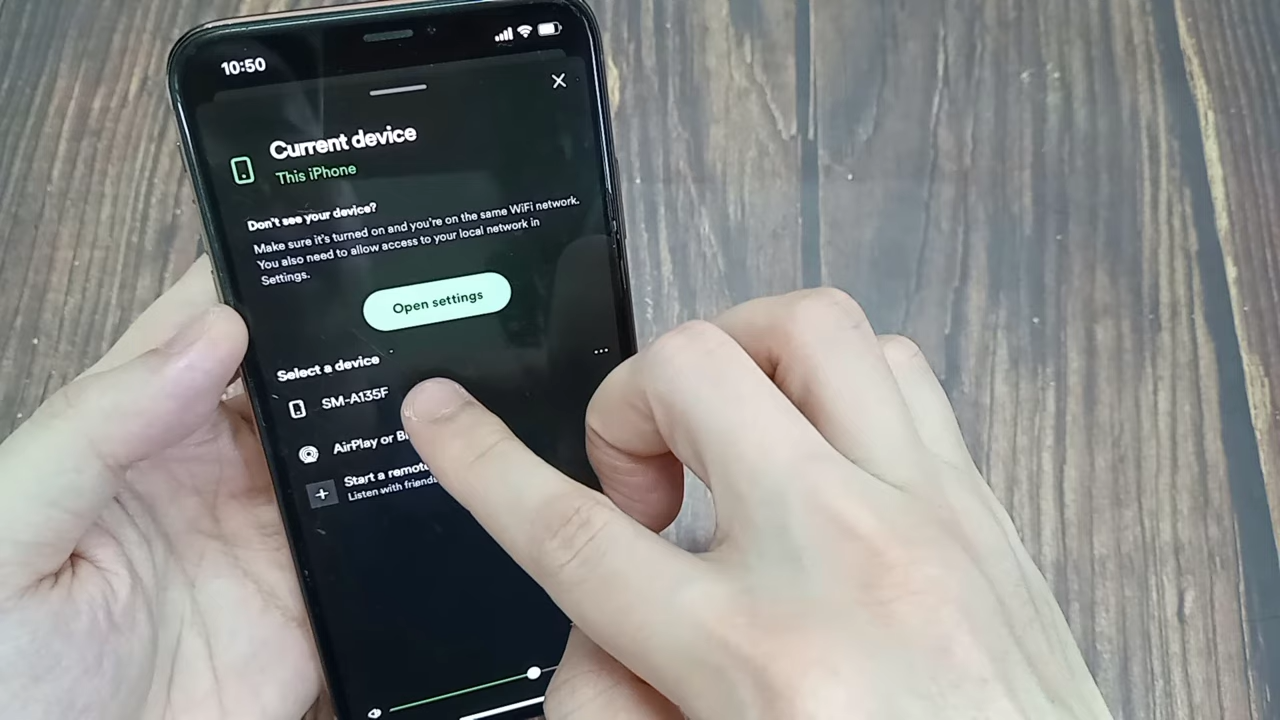 10:50
Current device
This iPhone
Don't see your device?
Make sure it's turned on and you're on the same WiFi network.
You also need to allow access to your local network in
Settings.
Open settings
Select a device
SM-A135F
AirPlay or
Start a remote
Listen with friends